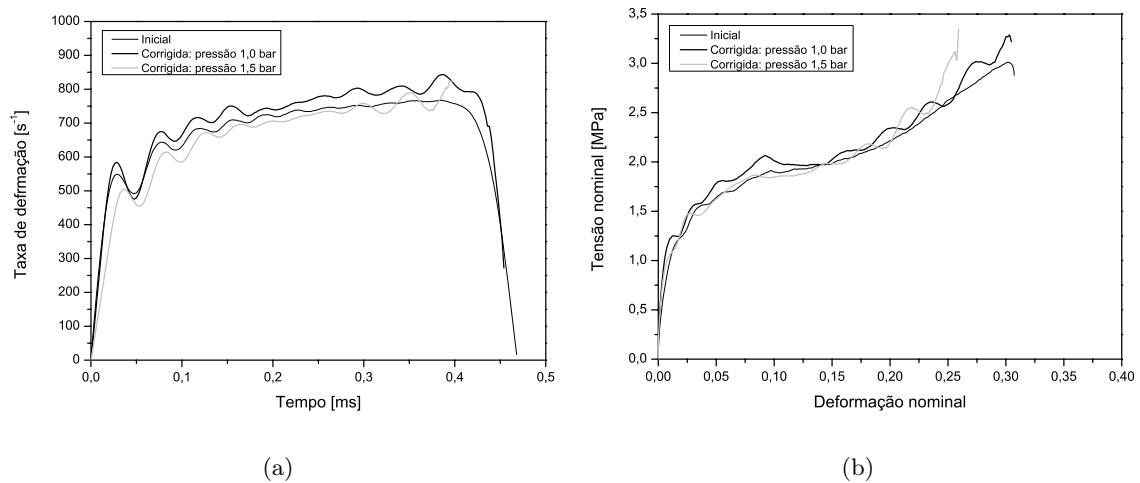 1000
900
800
700
600
500
400
300
200
100
0
Taxa de defrmação [s⁻¹]
Inicial
Corrigida: pressão 1,0 bar
Corrigida: pressão 1,5 bar
0,0 0,1 0,2 0,3 0,4 0,5
Tempo [ms]
(a)
3,5
3,0
2,5
2,0
1,5
1,0
0,5
0,0
Tensão nominal [MPa]
Inicial
Corrigida: pressão 1,0 bar
Corrigida: pressão 1,5 bar
0,00 0,05 0,10 0,15 0,20 0,25 0,30 0,35 0,40
Deformação nominal
(b)